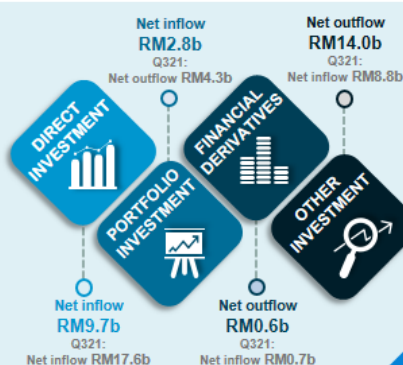 Net inflow
RM2.8b
Q321:
Net outflow RM4.3b
Net outflow
RM14.0b
Q321:
Net inflow RM8.8b
DIRECT
INVESTMENT
PORTFOLIO
INVESTMENT
FINANCIAL
DERIVATIVES
OTHER
INVESTMENT
Net inflow
RM9.7b
Q321:
Net inflow RM17.6b
Net outflow
RM0.6b
Q321:
Net inflow RM0.7b